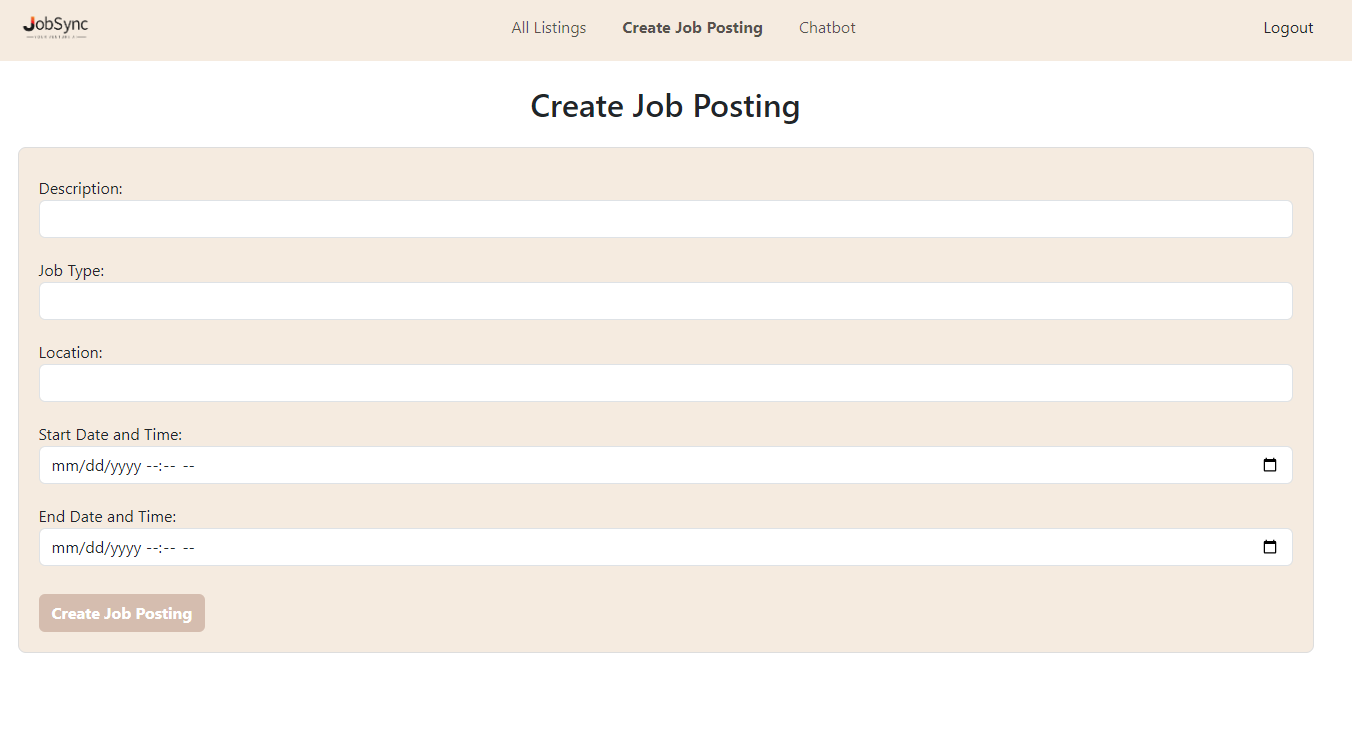 JobSync
All Listings
Create Job Posting
Chatbot
Logout
Create Job Posting
Description:
Job Type:
Location:
Start Date and Time:
mm/dd/yyyy --:-- --
End Date and Time:
mm/dd/yyyy --:-- --
Create Job Posting